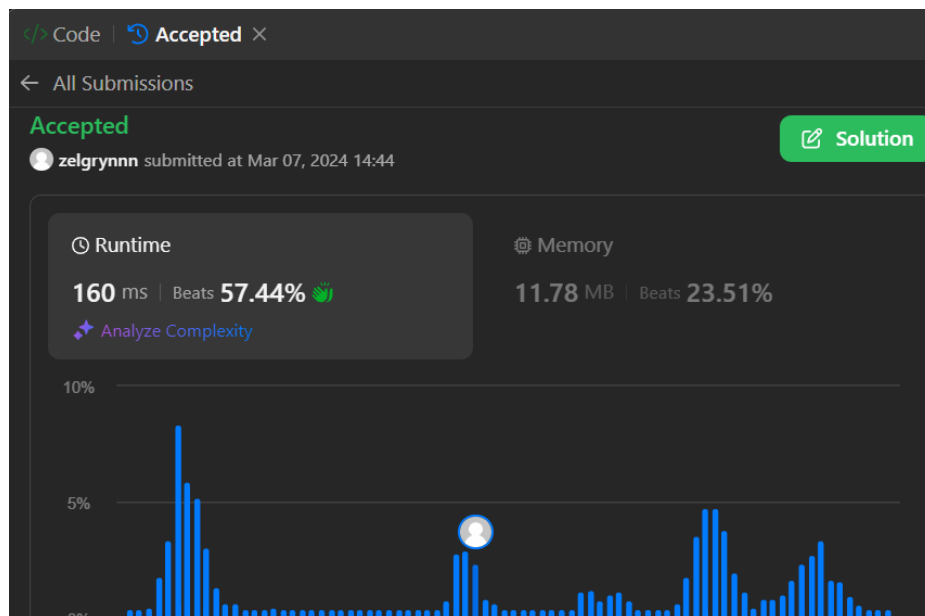 </> Code | Accepted
All Submissions
Accepted
zelgrynnn submitted at Mar 07, 2024 14:44
Solution
Runtime
160 ms | Beats 57.44%
Analyze Complexity
Memory
11.78 MB | Beats 23.51%
10%
5%